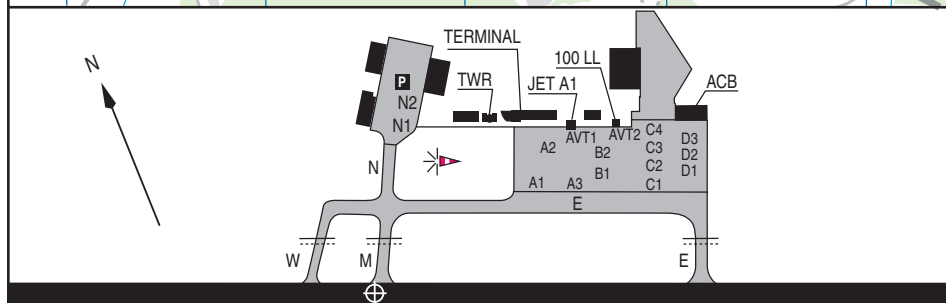 TERMINAL
N
100 LL
P
TWR
JET A1
ACB
N2
N1
AVT1
AVT2
C4
D3
A2
B2
C3
D2
N
B1
C2
D1
A1
A3
C1
E
W
M
E